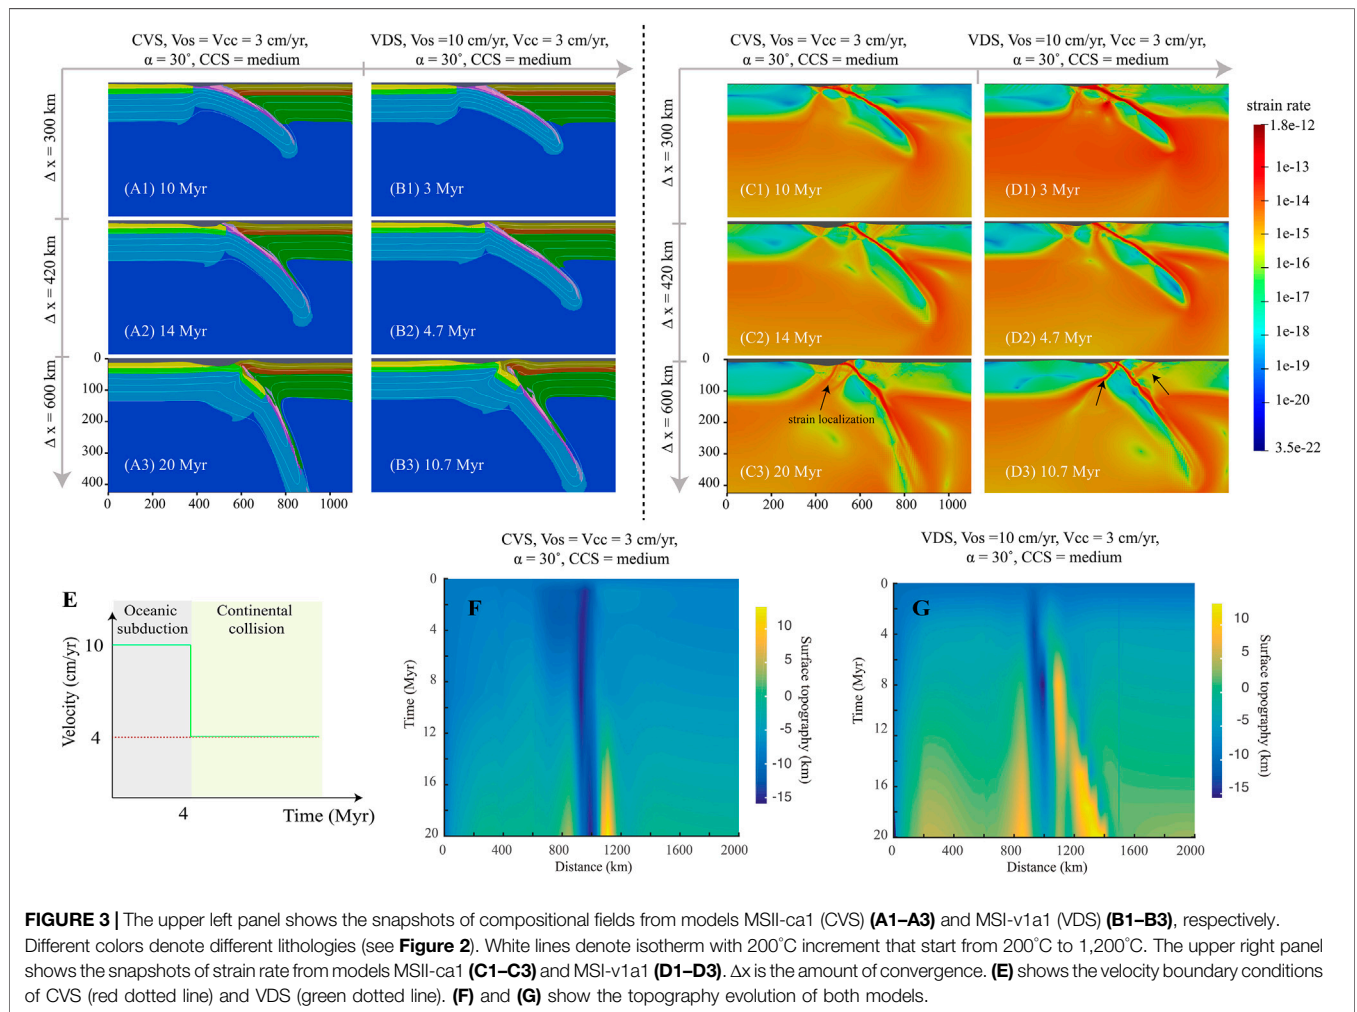 CVS, Vos = Vcc = 3 cm/yr,
α = 30˚, CCS = medium
VDS, Vos =10 cm/yr, Vcc = 3 cm/yr,
α = 30˚, CCS = medium
CVS, Vos = Vcc = 3 cm/yr,
α = 30˚, CCS = medium
VDS, Vos =10 cm/yr, Vcc = 3 cm/yr,
α = 30˚, CCS = medium
Δ x = 300 km
(A1) 10 Myr
(B1) 3 Myr
Δ x = 300 km
(C1) 10 Myr
(D1) 3 Myr
strain rate
1.8e-12
1e-13
1e-14
1e-15
1e-16
1e-17
1e-18
1e-19
1e-20
3.5e-22
Δ x = 420 km
(A2) 14 Myr
(B2) 4.7 Myr
Δ x = 420 km
(C2) 14 Myr
(D2) 4.7 Myr
Δ x = 600 km
0
100
200
300
400
(A3) 20 Myr
(B3) 10.7 Myr
0 200 400 600 800 1000
Δ x = 600 km
0
100
200
300
400
strain localization
(C3) 20 Myr
(D3) 10.7 Myr
0 200 400 600 800 1000
E
Oceanic
subduction
Continental
collision
Velocity (cm/yr)
10
4
4
Time (Myr)
CVS, Vos = Vcc = 3 cm/yr,
α = 30˚, CCS = medium
F
Time (Myr)
0
4
8
12
16
20
0 400 800 1200 1600 2000
Distance (km)
10
5
0
-5
-10
-15
Surface topography (km)
VDS, Vos =10 cm/yr, Vcc = 3 cm/yr,
α = 30˚, CCS = medium
G
Time (Myr)
0
4
8
12
16
20
0 400 800 1200 1600 2000
Distance (km)
10
5
0
-5
-10
-15
Surface topography (km)
FIGURE 3 | The upper left panel shows the snapshots of compositional fields from models MSII-ca1 (CVS) (A1–A3) and MSI-v1a1 (VDS) (B1–B3), respectively.
Different colors denote different lithologies (see Figure 2). White lines denote isotherm with 200°C increment that start from 200°C to 1,200°C. The upper right panel
shows the snapshots of strain rate from models MSII-ca1 (C1–C3) and MSI-v1a1 (D1–D3). Δx is the amount of convergence. (E) shows the velocity boundary conditions
of CVS (red dotted line) and VDS (green dotted line). (F) and (G) show the topography evolution of both models.